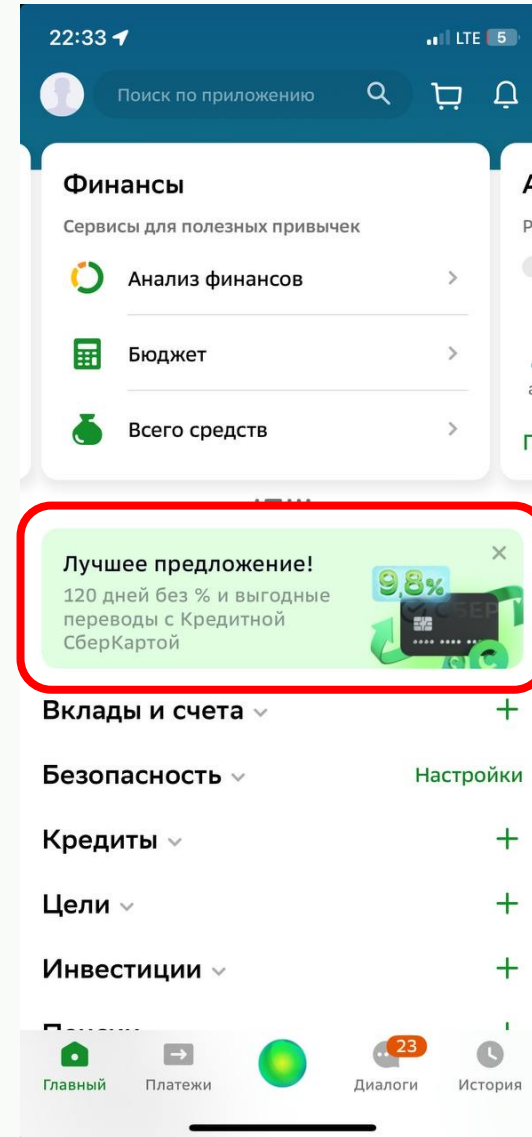 22:33
LTE 5
Поиск по приложению
Финансы
Сервисы для полезных привычек
Анализ финансов
Бюджет
Всего средств
Лучшее предложение!
120 дней без % и выгодные
переводы с Кредитной
СберКартой
9,8%
СБЕР
Вклады и счета
Безопасность
Настройки
Кредиты
Цели
Инвестиции
23
Главный
Платежи
Диалоги
История